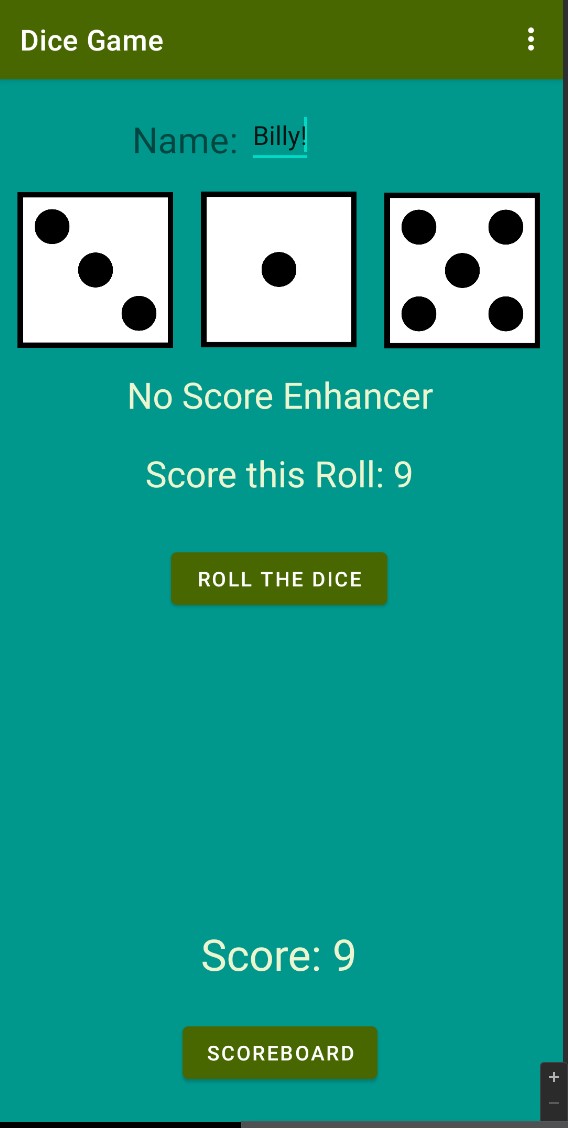 Dice Game
Name: Billy!
No Score Enhancer
Score this Roll: 9
ROLL THE DICE
Score: 9
SCOREBOARD
+
−